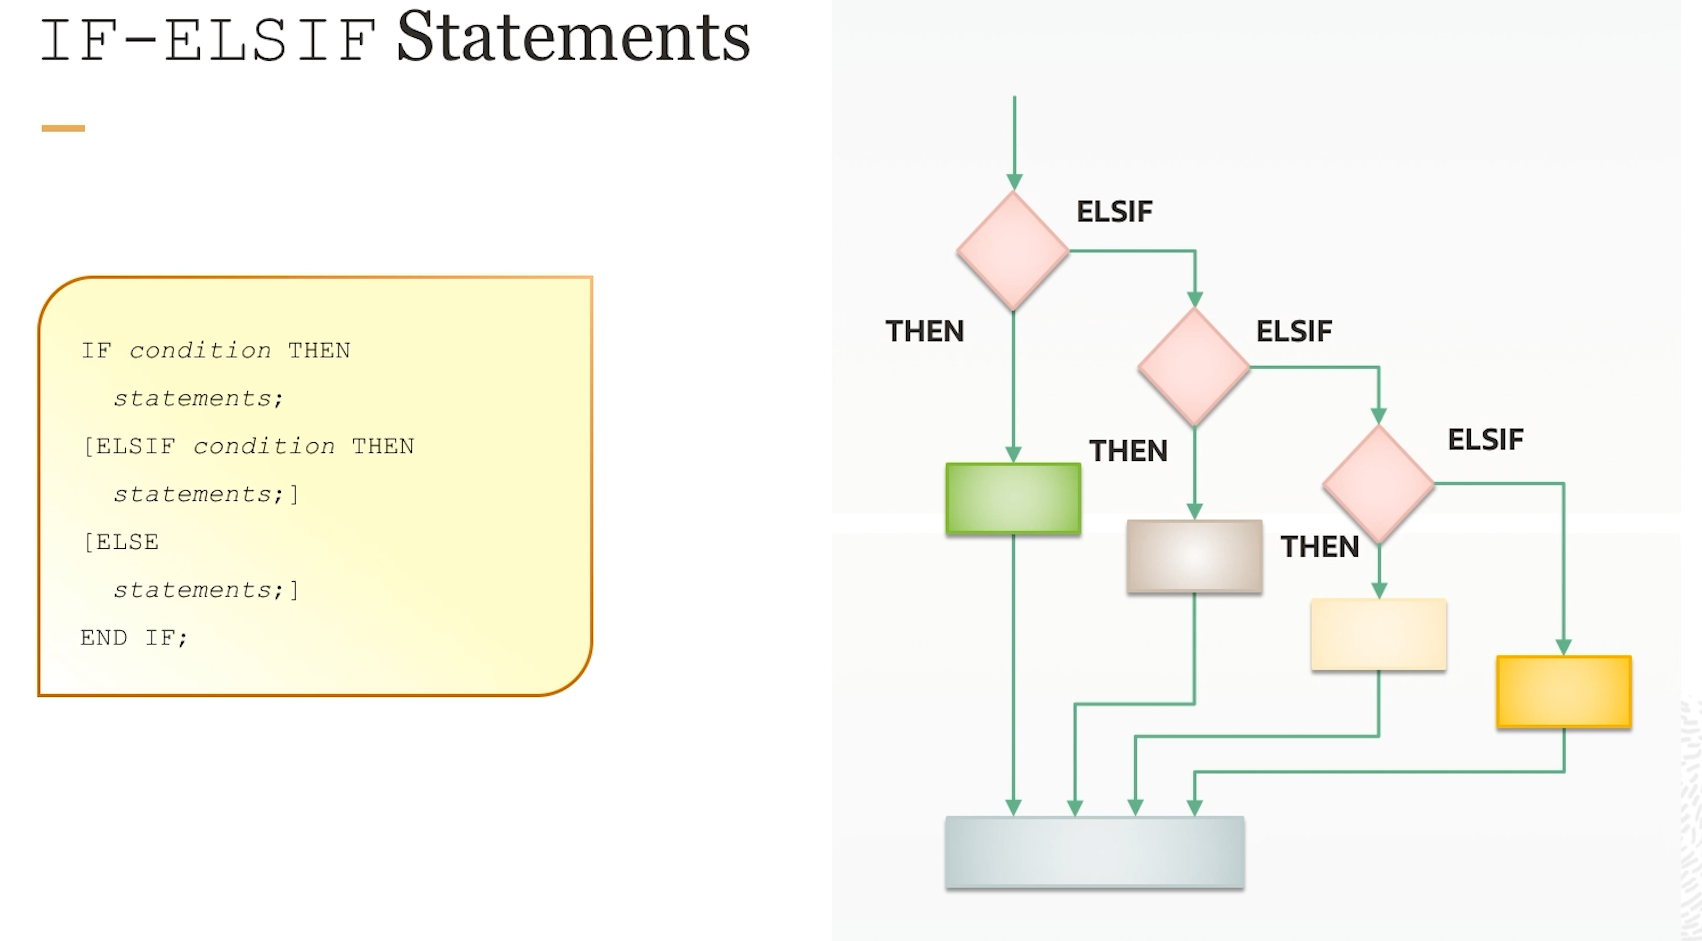 IF-ELSIF Statements
IF condition THEN
statements;
[ELSIF condition THEN
statements;]
[ELSE
statements;]
END IF;
ELSIF
THEN
ELSIF
THEN
ELSIF
THEN